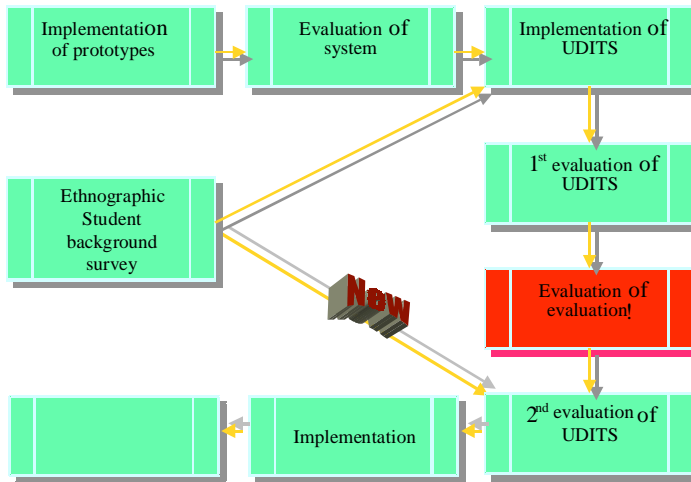 Implementation
of prototypes
Evaluation of
system
Implementation of
UDITS
1st evaluation of
UDITS
Ethnographic
Student
background
survey
Evaluation of
evaluation!
Now
2nd evaluation of
UDITS
Implementation